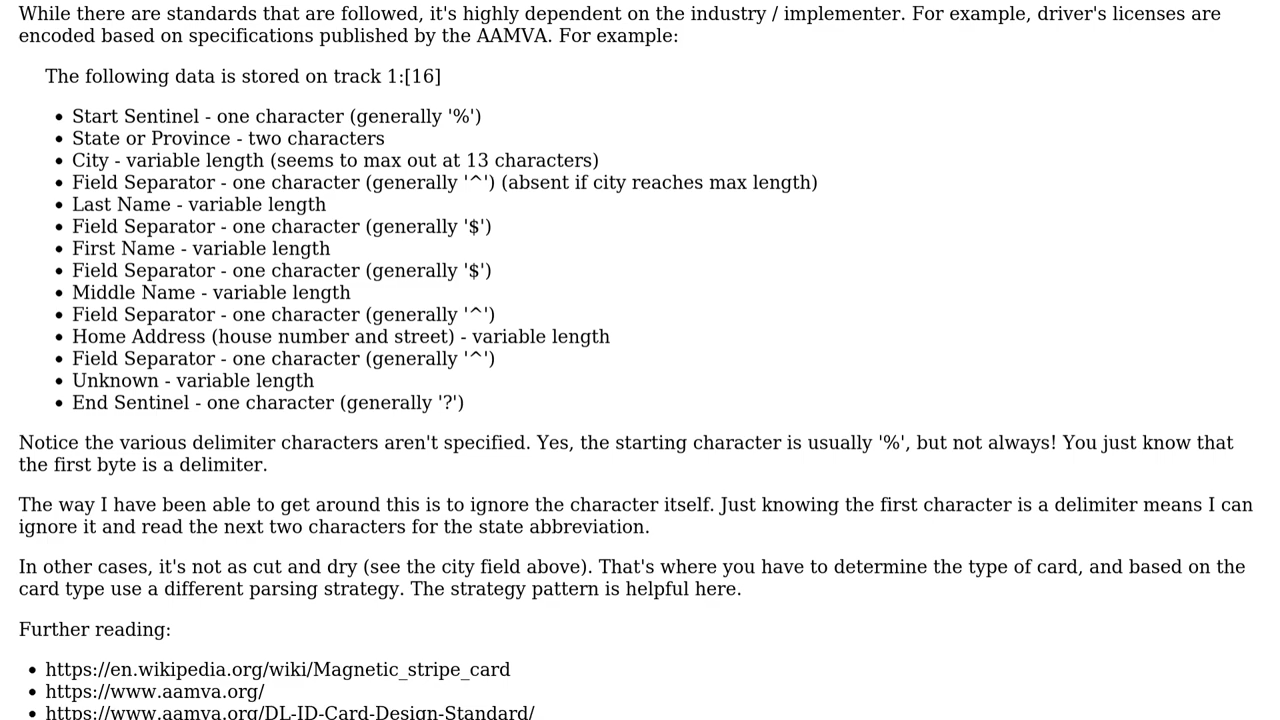 While there are standards that are followed, it's highly dependent on the industry / implementer. For example, driver's licenses are
encoded based on specifications published by the AAMVA. For example:
The following data is stored on track 1:[16]
• Start Sentinel - one character (generally '%')
• State or Province - two characters
• City - variable length (seems to max out at 13 characters)
• Field Separator - one character (generally '^') (absent if city reaches max length)
• Last Name - variable length
• Field Separator - one character (generally '$')
• First Name - variable length
• Field Separator - one character (generally '$')
• Middle Name - variable length
• Field Separator - one character (generally '^')
• Home Address (house number and street) - variable length
• Field Separator - one character (generally '^')
• Unknown - variable length
• End Sentinel - one character (generally '?')
Notice the various delimiter characters aren't specified. Yes, the starting character is usually '%', but not always! You just know that
the first byte is a delimiter.
The way I have been able to get around this is to ignore the character itself. Just knowing the first character is a delimiter means I can
ignore it and read the next two characters for the state abbreviation.
In other cases, it's not as cut and dry (see the city field above). That's where you have to determine the type of card, and based on the
card type use a different parsing strategy. The strategy pattern is helpful here.
Further reading:
• https://en.wikipedia.org/wiki/Magnetic_stripe_card
• https://www.aamva.org/
• https://www.aamva.org/DL-ID-Card-Design-Standard/